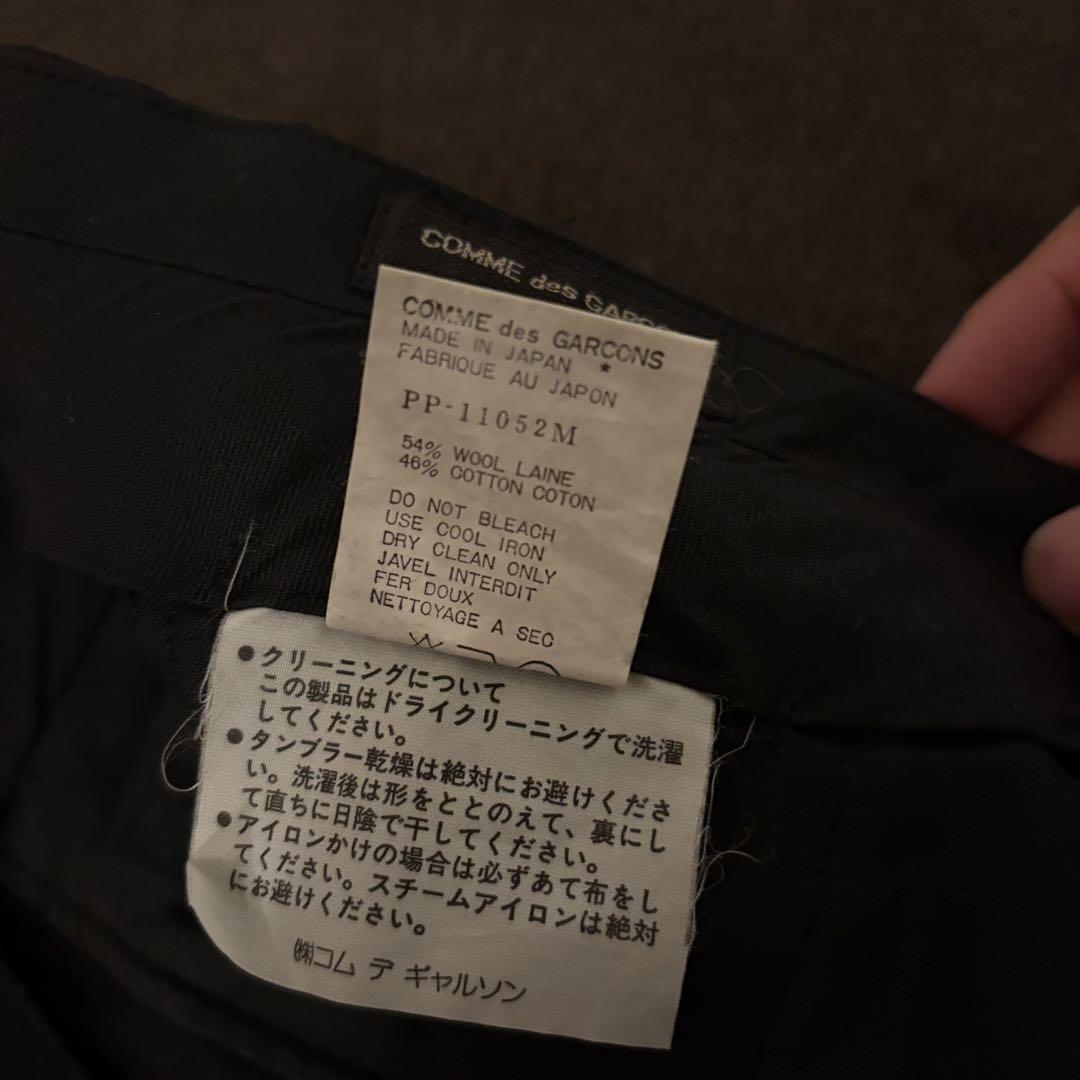 COMME des GARCONS
COMME des GARCONS
MADE IN JAPAN ★
FABRIQUE AU JAPON
PP-11052M
54% WOOL LAINE
46% COTTON COTON
DO NOT BLEACH
USE COOL IRON
DRY CLEAN ONLY
JAVEL INTERDIT
FER DOUX
NETTOYAGE A SEC
●クリーニングについて
この製品はドライクリーニングで洗濯
してください。
●タンブラー乾燥は絶対にお避けくださ
い。洗濯後は形をととのえて、裏にし
て直ちに日陰で干してください。
●アイロンかけの場合は必ずあて布をし
てください。スチームアイロンは絶対
にお避けください。
㈱コム デ ギャルソン